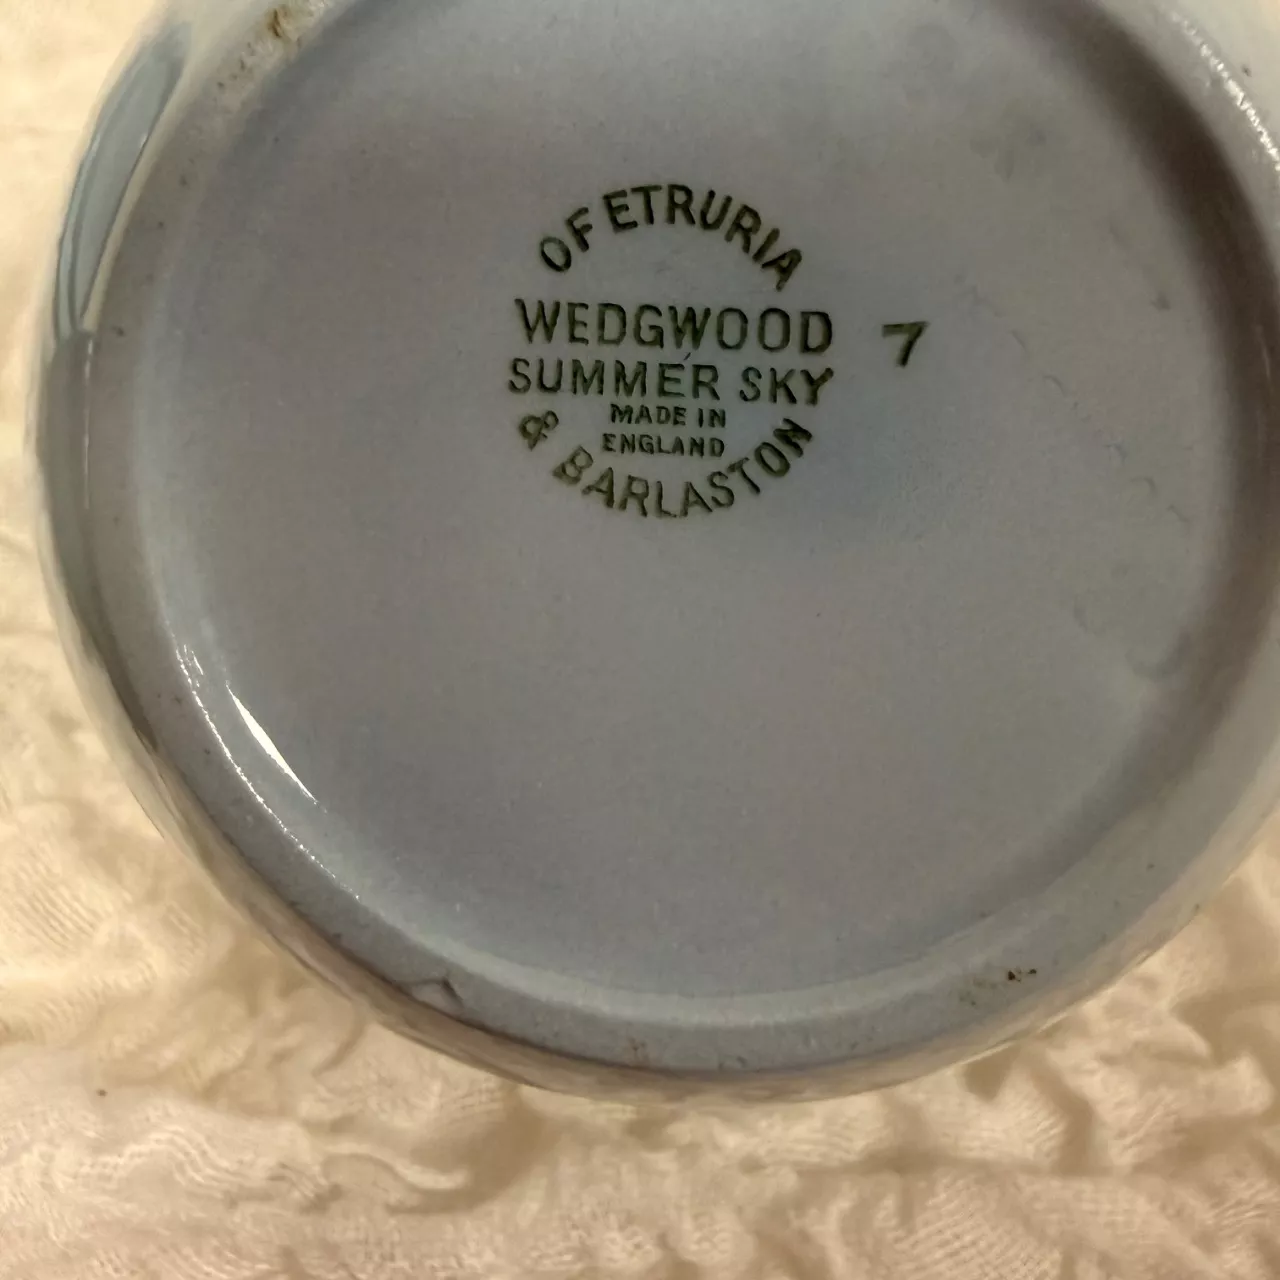 OF ETRURIA
WEDGWOOD 7
SUMMER SKY
MADE IN
ENGLAND
& BARLASTON